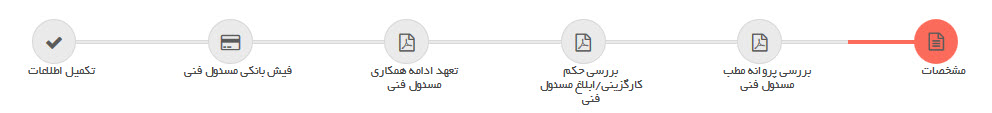 مشخصات
بررسی پروانه مطب
مسئول فنی
بررسی حکم
کارگزینی/ابلاغ مسئول
فنی
تعهد ادامه همکاری
مسئول فنی
فیش بانکی مسئول فنی
تکمیل اطلاعات